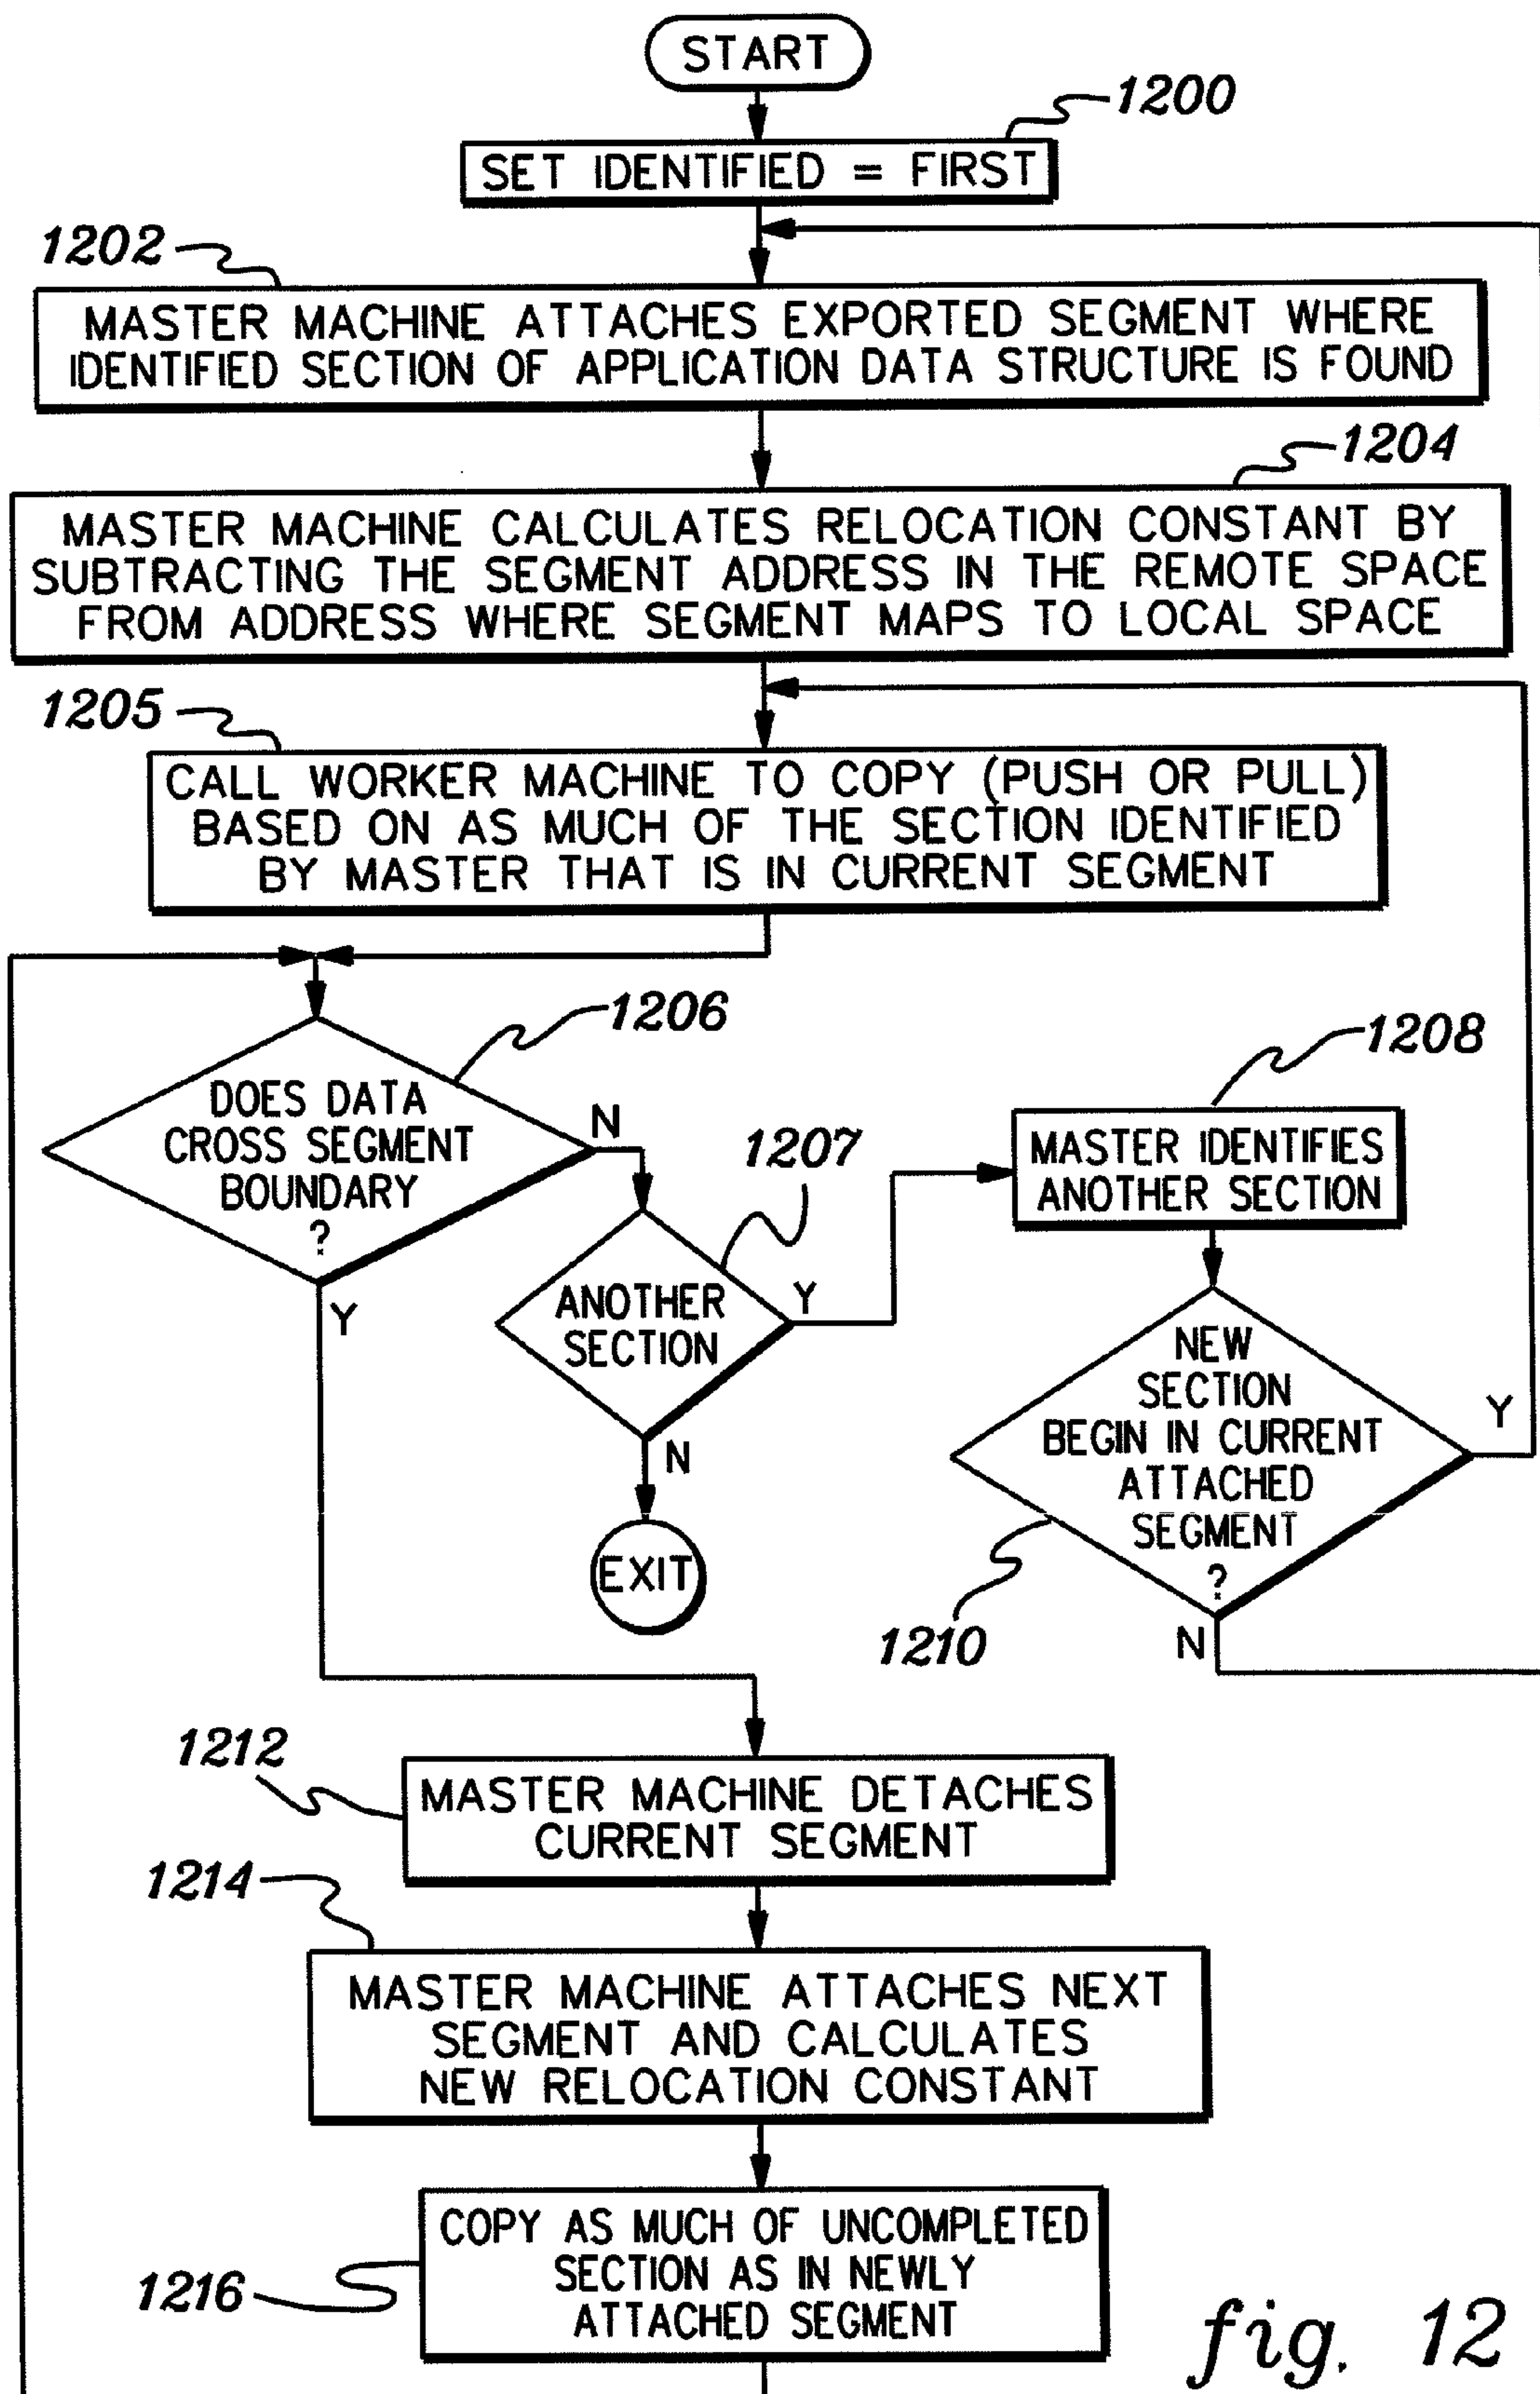 START
1200
SET IDENTIFIED = FIRST
1202
MASTER MACHINE ATTACHES EXPORTED SEGMENT WHERE
IDENTIFIED SECTION OF APPLICATION DATA STRUCTURE IS FOUND
1204
MASTER MACHINE CALCULATES RELOCATION CONSTANT BY
SUBTRACTING THE SEGMENT ADDRESS IN THE REMOTE SPACE
FROM ADDRESS WHERE SEGMENT MAPS TO LOCAL SPACE
1205
CALL WORKER MACHINE TO COPY (PUSH OR PULL)
BASED ON AS MUCH OF THE SECTION IDENTIFIED
BY MASTER THAT IS IN CURRENT SEGMENT
1206
DOES DATA
CROSS SEGMENT
BOUNDARY
?
N
Y
1207
ANOTHER
SECTION
Y
N
EXIT
1208
MASTER IDENTIFIES
ANOTHER SECTION
NEW
SECTION
BEGIN IN CURRENT
ATTACHED
SEGMENT
?
Y
1210
N
1212
MASTER MACHINE DETACHES
CURRENT SEGMENT
1214
MASTER MACHINE ATTACHES NEXT
SEGMENT AND CALCULATES
NEW RELOCATION CONSTANT
1216
COPY AS MUCH OF UNCOMPLETED
SECTION AS IN NEWLY
ATTACHED SEGMENT
fig. 12